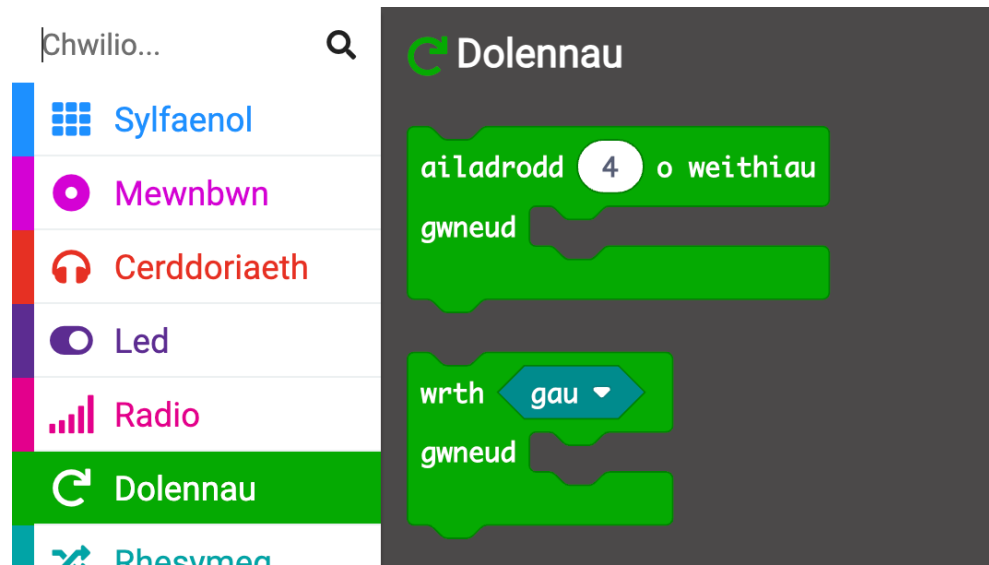 Chwilio...
Sylfaenol
Mewnbwn
Cerddoriaeth
Led
Radio
Dolennau
Rhesymeg
Dolennau
ailadrodd 4 o weithiau
gwneud
wrth gau
gwneud